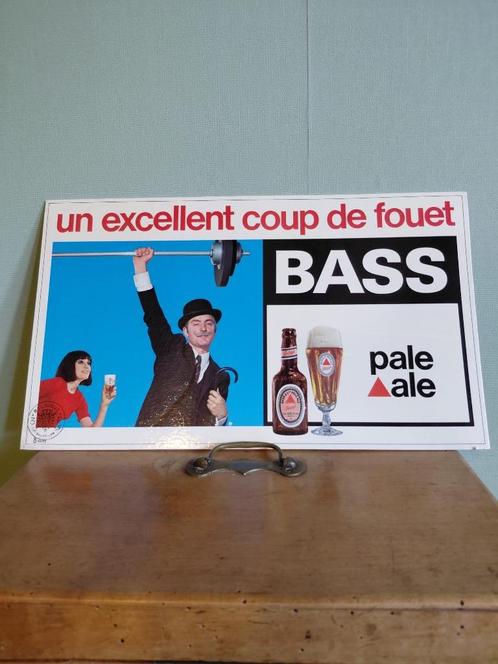 un excellent coup de fouet
BASS
pale
ale